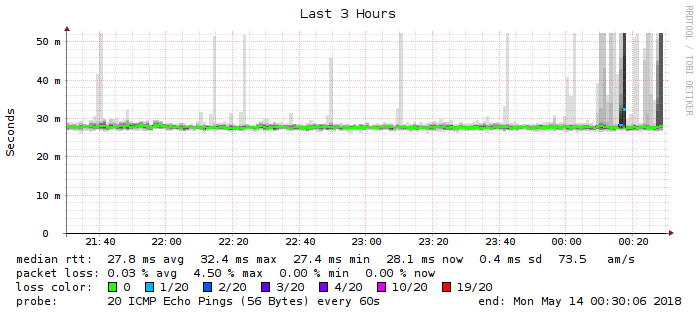 Last 3 Hours
RRDTOOL / TOBI OETIKER
Seconds
50 m
40 m
30 m
20 m
10 m
0
21:40 22:00 22:20 22:40 23:00 23:20 23:40 00:00 00:20
median rtt: 27.8 ms avg 32.4 ms max 27.4 ms min 28.1 ms now 0.4 ms sd 73.5 am/s
packet loss: 0.03 % avg 4.50 % max 0.00 % min 0.00 % now
loss color: 0 1/20 2/20 3/20 4/20 10/20 19/20
probe: 20 ICMP Echo Pings (56 Bytes) every 60s end: Mon May 14 00:30:06 2018